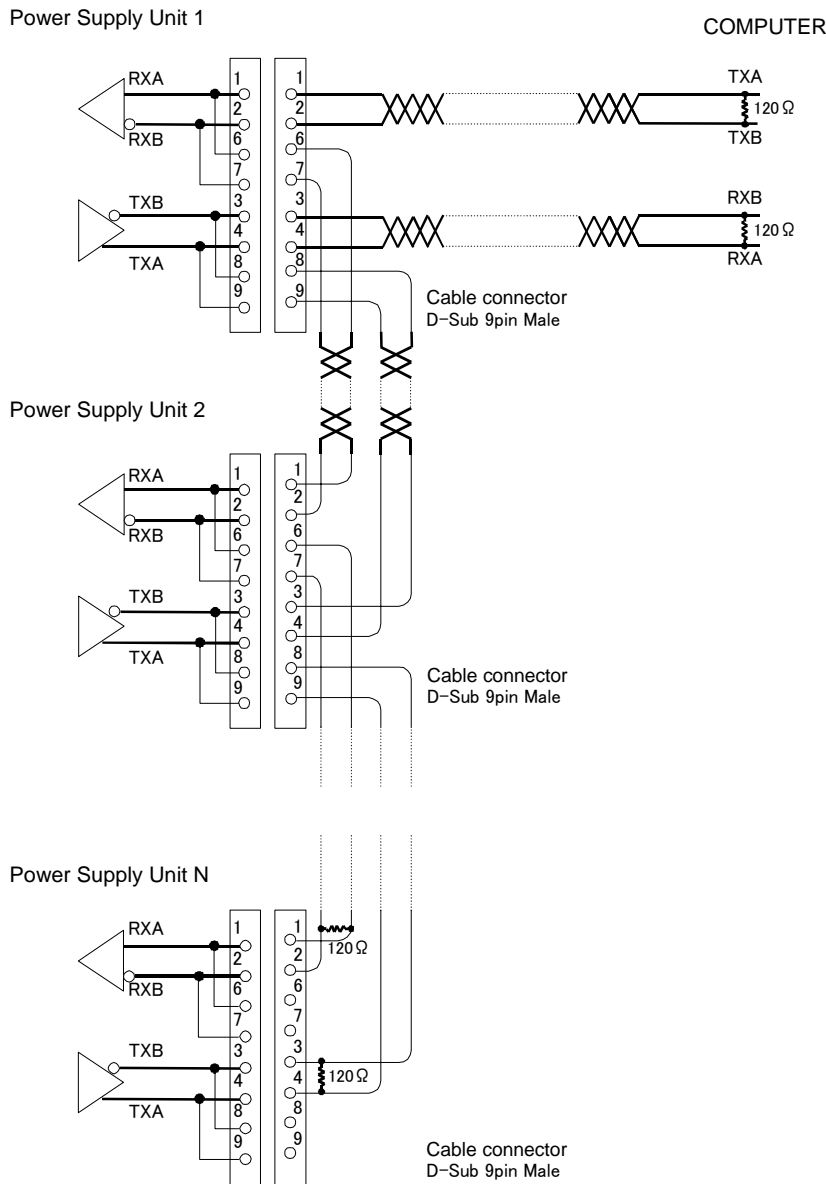 Power Supply Unit 1
COMPUTER
RXA
RXB
TXB
TXA
1
2
6
7
3
4
8
9
1
2
6
7
3
4
8
9
TXA
120Ω
TXB
RXB
120Ω
RXA
Cable connector
D-Sub 9pin Male
Power Supply Unit 2
RXA
RXB
TXB
TXA
1
2
6
7
3
4
8
9
1
2
6
7
3
4
8
9
Cable connector
D-Sub 9pin Male
Power Supply Unit N
RXA
RXB
TXB
TXA
1
2
6
7
3
4
8
9
1
2
6
7
3
4
8
9
120Ω
120Ω
Cable connector
D-Sub 9pin Male